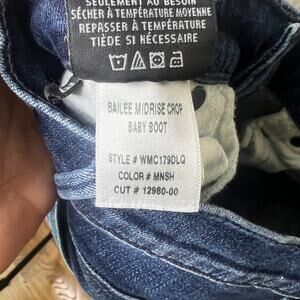 SEULEMENT AU BESOIN
SÉCHER À TEMPÉRATURE MOYENNE
REPASSER À TEMPÉRATURE
TIÈDE SI NÉCESSAIRE
BAILEE MIDRISE CROP
BABY BOOT
STYLE # WMC179DLQ
COLOR # MNSH
CUT # 12980-00